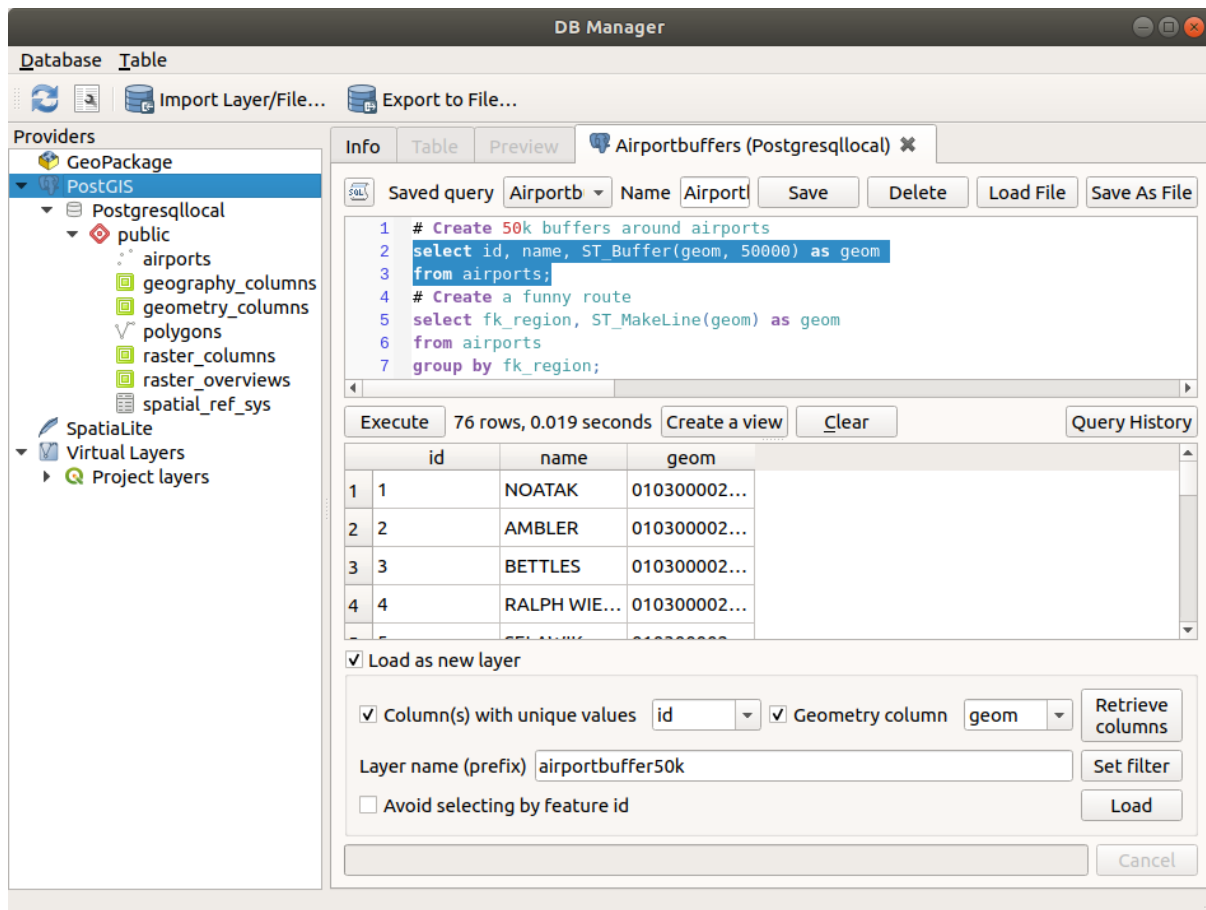 DB Manager
Database Table
Import Layer/File... Export to File...
Providers
GeoPackage
PostGIS
Postgresqllocal
public
airports
geography_columns
geometry_columns
polygons
raster_columns
raster_overviews
spatial_ref_sys
SpatiaLite
Virtual Layers
Project layers
Info Table Preview Airportbuffers (Postgresqllocal)
SQL Saved query Airportb Name Airportl Save Delete Load File Save As File
1 # Create 50k buffers around airports
2 select id, name, ST_Buffer(geom, 50000) as geom
3 from airports;
4 # Create a funny route
5 select fk_region, ST_MakeLine(geom) as geom
6 from airports
7 group by fk_region;
Execute 76 rows, 0.019 seconds Create a view Clear Query History
id name geom
1 1 NOATAK 010300002...
2 2 AMBLER 010300002...
3 3 BETTLES 010300002...
4 4 RALPH WIE... 010300002...
Load as new layer
Column(s) with unique values id Geometry column geom Retrieve columns
Layer name (prefix) airportbuffer50k Set filter
Avoid selecting by feature id Load
Cancel